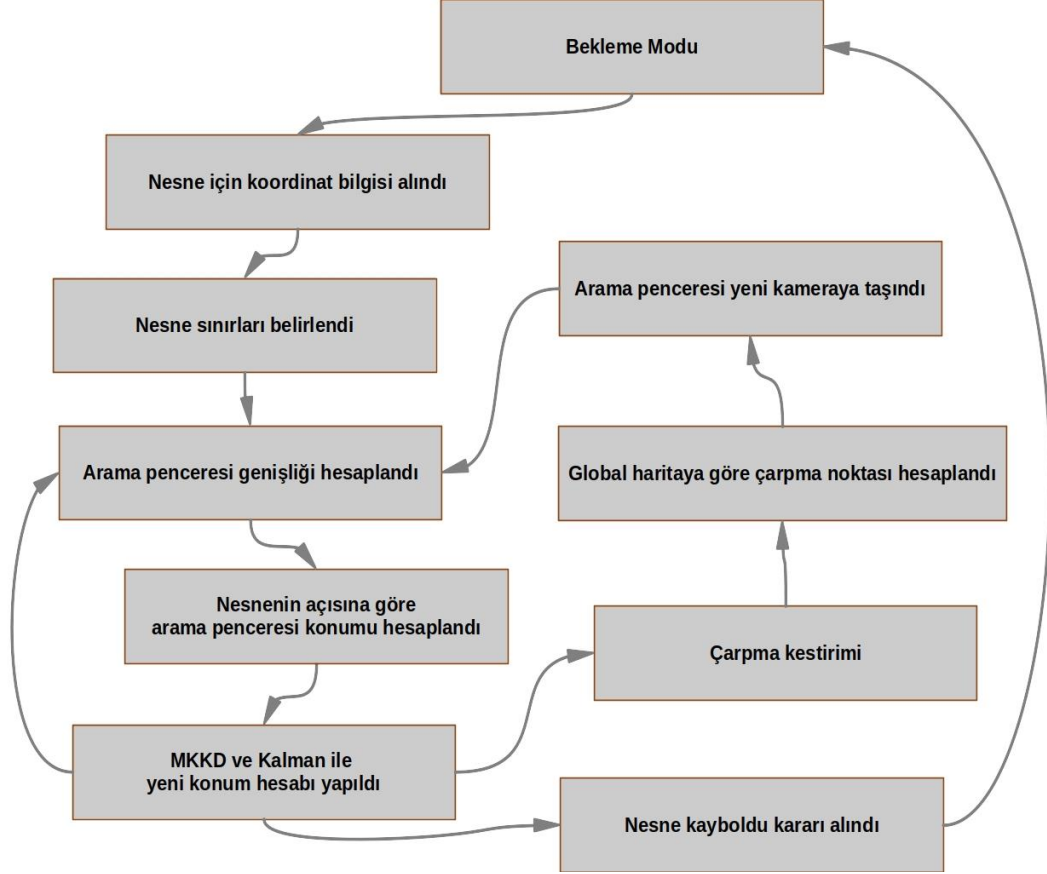 Bekleme Modu
Nesne için koordinat bilgisi alındı
Nesne sınırları belirlendi
Arama penceresi yeni kameraya taşındı
Arama penceresi genişliği hesaplandı
Global haritaya göre çarpma noktası hesaplandı
Nesnenin açısına göre
arama penceresi konumu hesaplandı
Çarpma kestirimi
MKKD ve Kalman ile
yeni konum hesabı yapıldı
Nesne kayboldu kararı alındı